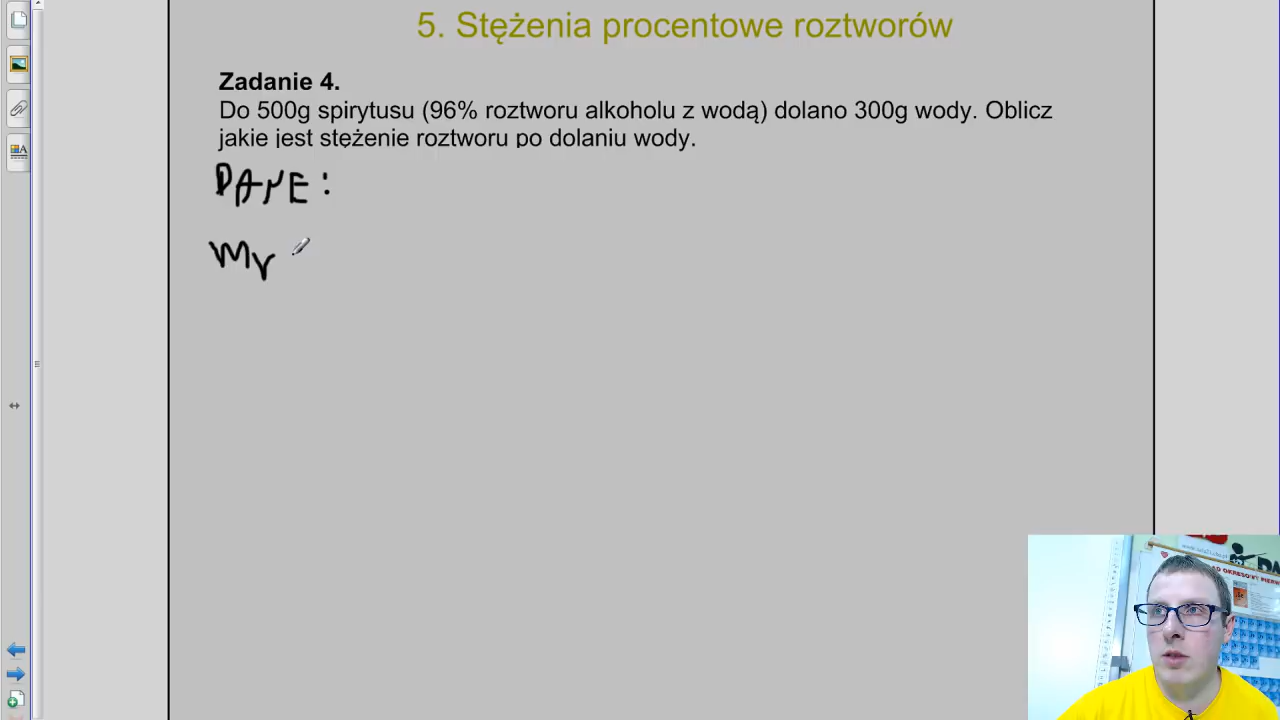 5. Stężenia procentowe roztworów
Zadanie 4.
Do 500g spirytusu (96% roztworu alkoholu z wodą) dolano 300g wody. Oblicz
jakie jest stężenie roztworu po dolaniu wody.
DANE:
mr